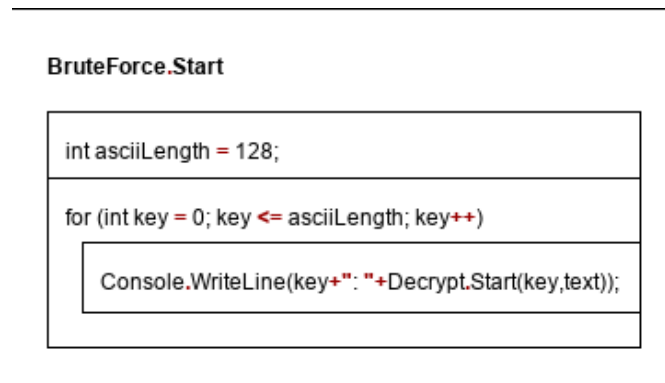 BruteForce.Start
int asciiLength = 128;
for (int key = 0; key <= asciiLength; key++)
Console.WriteLine(key+": "+Decrypt.Start(key,text));